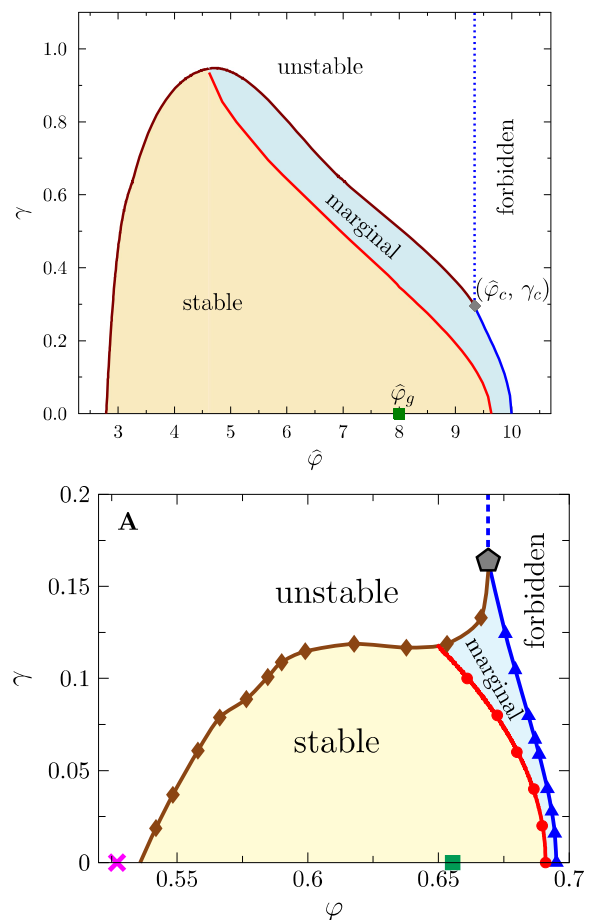 1.0
unstable
0.8
forbidden
γ
0.6
marginal
0.4
(φ̂c, γc)
stable
0.2
φ̂g
0.0
3 4 5 6 7 8 9 10
φ̂
0.2
A
forbidden
0.15
unstable
γ
0.1
marginal
stable
0.05
0
0.55 0.6 0.65 0.7
φ